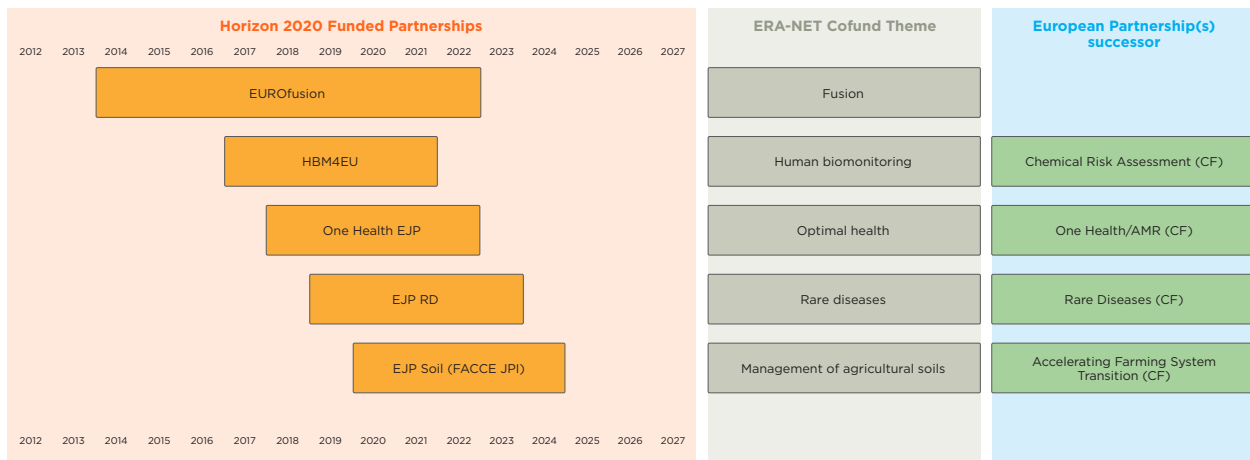 Horizon 2020 Funded Partnerships
ERA-NET Cofund Theme
European Partnership(s)
successor
2012 2013 2014 2015 2016 2017 2018 2019 2020 2021 2022 2023 2024 2025 2026 2027
EUROfusion
Fusion
HBM4EU
Human biomonitoring
Chemical Risk Assessment (CF)
One Health EJP
Optimal health
One Health/AMR (CF)
EJP RD
Rare diseases
Rare Diseases (CF)
EJP Soil (FACCE JPI)
Management of agricultural soils
Accelerating Farming System
Transition (CF)
2012 2013 2014 2015 2016 2017 2018 2019 2020 2021 2022 2023 2024 2025 2026 2027